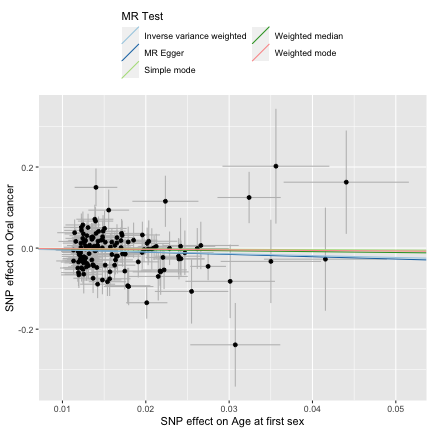 MR Test
Inverse variance weighted
Weighted median
MR Egger
Weighted mode
Simple mode
SNP effect on Oral cancer
0.2
0.0
-0.2
0.01 0.02 0.03 0.04 0.05
SNP effect on Age at first sex